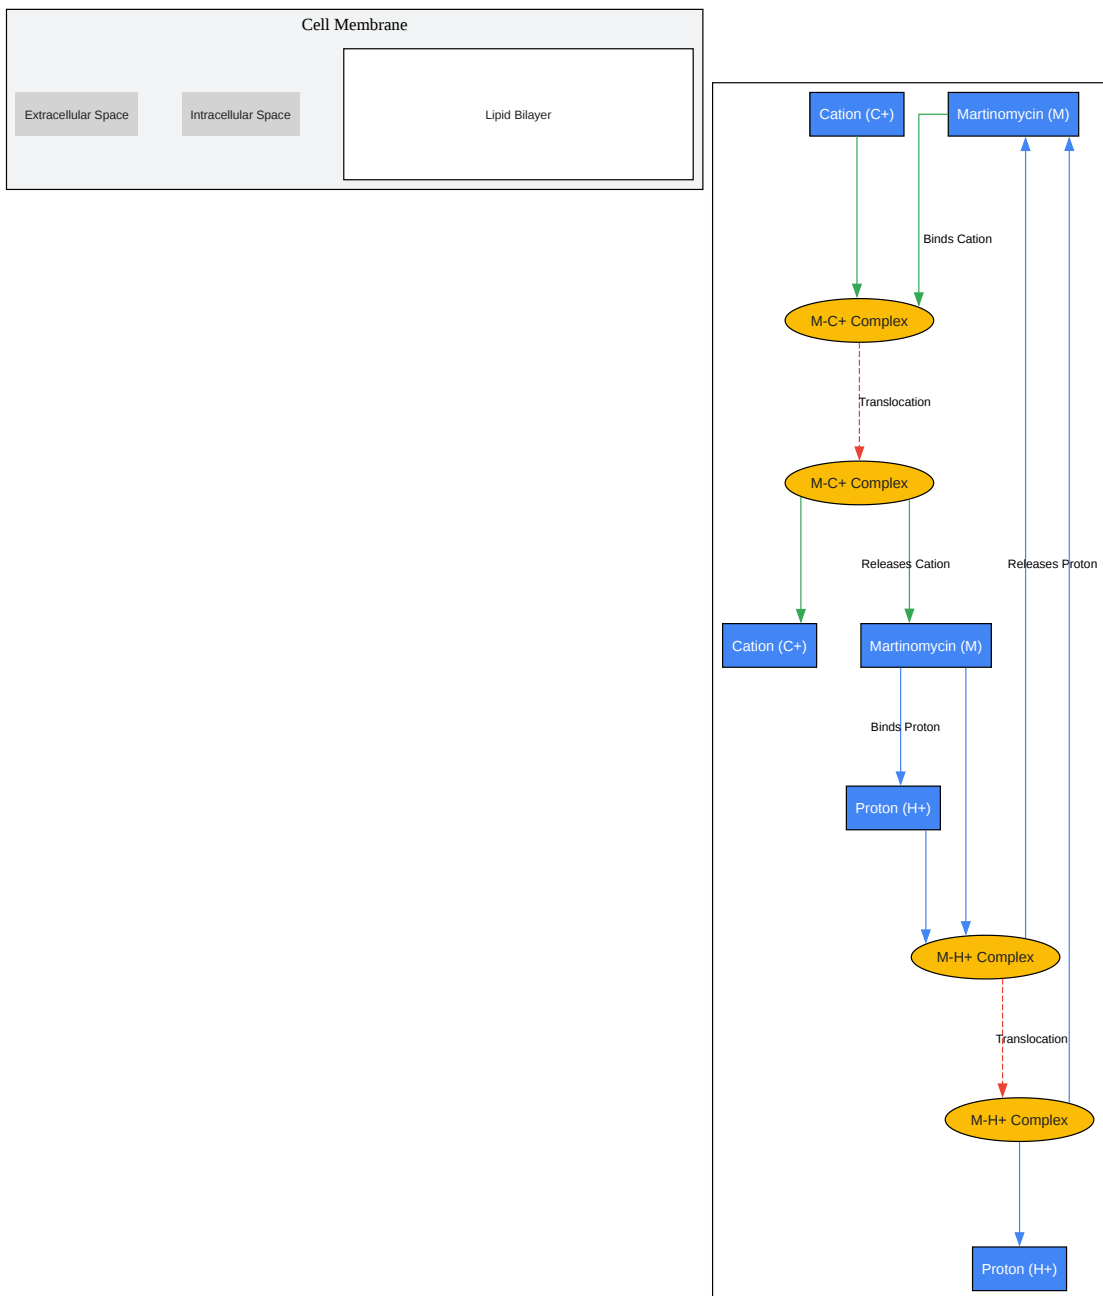 Cell Membrane
Extracellular Space
Intracellular Space
Lipid Bilayer
Cation (C+)
Martinomycin (M)
Binds Cation
M-C+ Complex
Translocation
M-C+ Complex
Releases Cation
Releases Proton
Cation (C+)
Martinomycin (M)
Binds Proton
Proton (H+)
M-H+ Complex
Translocation
M-H+ Complex
Proton (H+)